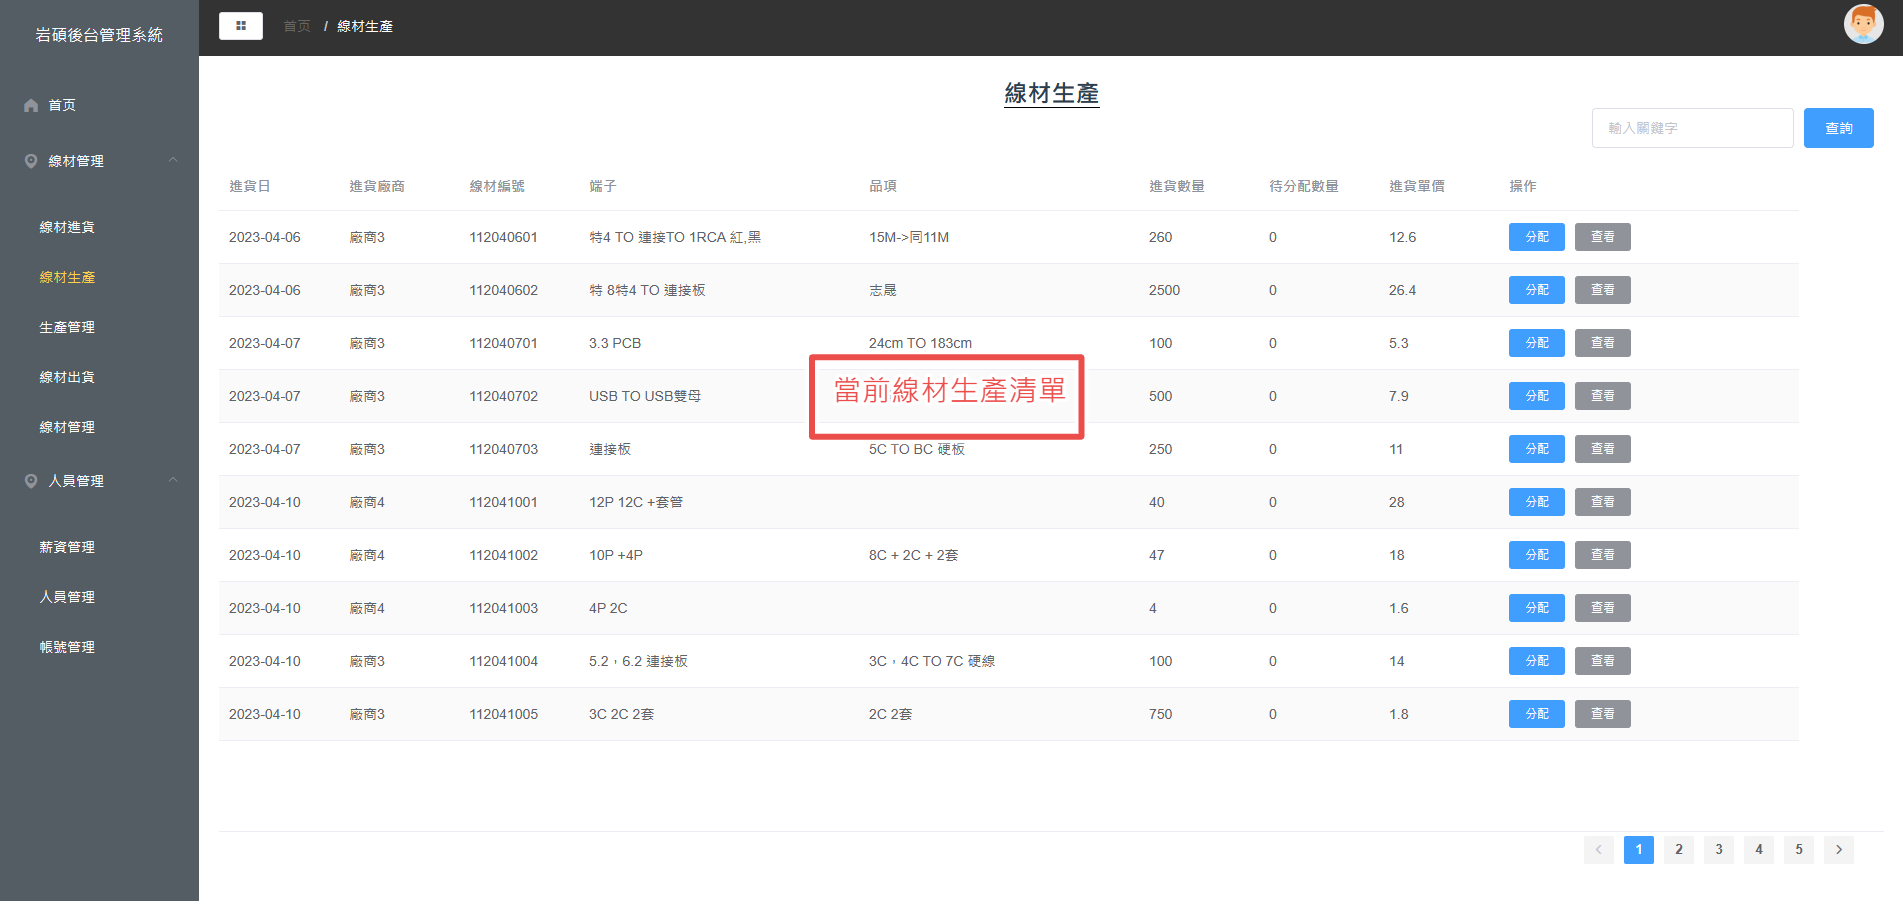 岩碩後台管理系統
首页
線材管理
線材進貨
線材生產
生產管理
線材出貨
線材管理
人員管理
薪資管理
人員管理
帳號管理
首页 / 線材生產
線材生產
輸入關鍵字 查詢
進貨日 進貨廠商 線材編號 端子 品項 進貨數量 待分配數量 進貨單價 操作
2023-04-06 廠商3 112040601 特4 TO 連接TO 1RCA 紅,黑 15M->同11M 260 0 12.6 分配 查看
2023-04-06 廠商3 112040602 特 8特4 TO 連接板 志晟 2500 0 26.4 分配 查看
2023-04-07 廠商3 112040701 3.3 PCB 24cm TO 183cm 100 0 5.3 分配 查看
2023-04-07 廠商3 112040702 USB TO USB雙母 500 0 7.9 分配 查看
當前線材生產清單
2023-04-07 廠商3 112040703 連接板 5C TO BC 硬板 250 0 11 分配 查看
2023-04-10 廠商4 112041001 12P 12C +套管 40 0 28 分配 查看
2023-04-10 廠商4 112041002 10P +4P 8C + 2C + 2套 47 0 18 分配 查看
2023-04-10 廠商4 112041003 4P 2C 4 0 1.6 分配 查看
2023-04-10 廠商3 112041004 5.2，6.2 連接板 3C，4C TO 7C 硬線 100 0 14 分配 查看
2023-04-10 廠商3 112041005 3C 2C 2套 2C 2套 750 0 1.8 分配 查看
1 2 3 4 5